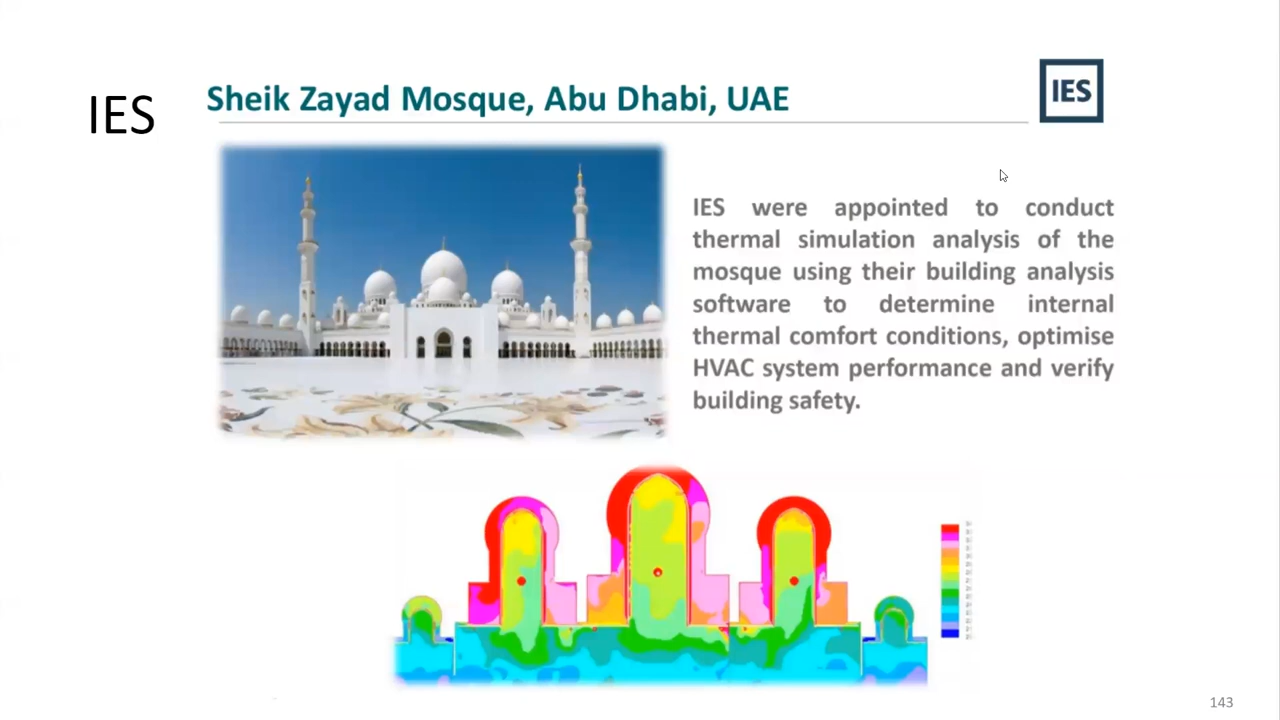 IES
Sheik Zayad Mosque, Abu Dhabi, UAE
IES
IES were appointed to conduct
thermal simulation analysis of the
mosque using their building analysis
software to determine internal
thermal comfort conditions, optimise
HVAC system performance and verify
building safety.
143